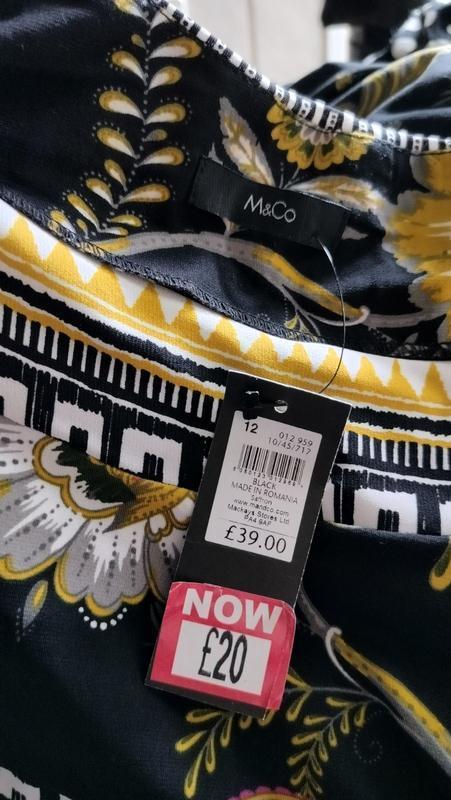 M&Co
12 012 959
10/45/717
BLACK
MADE IN ROMANIA
Saffron
www.mandco.com
Mackays Stores Ltd
PA4 9AF
£39.00
NOW
£20